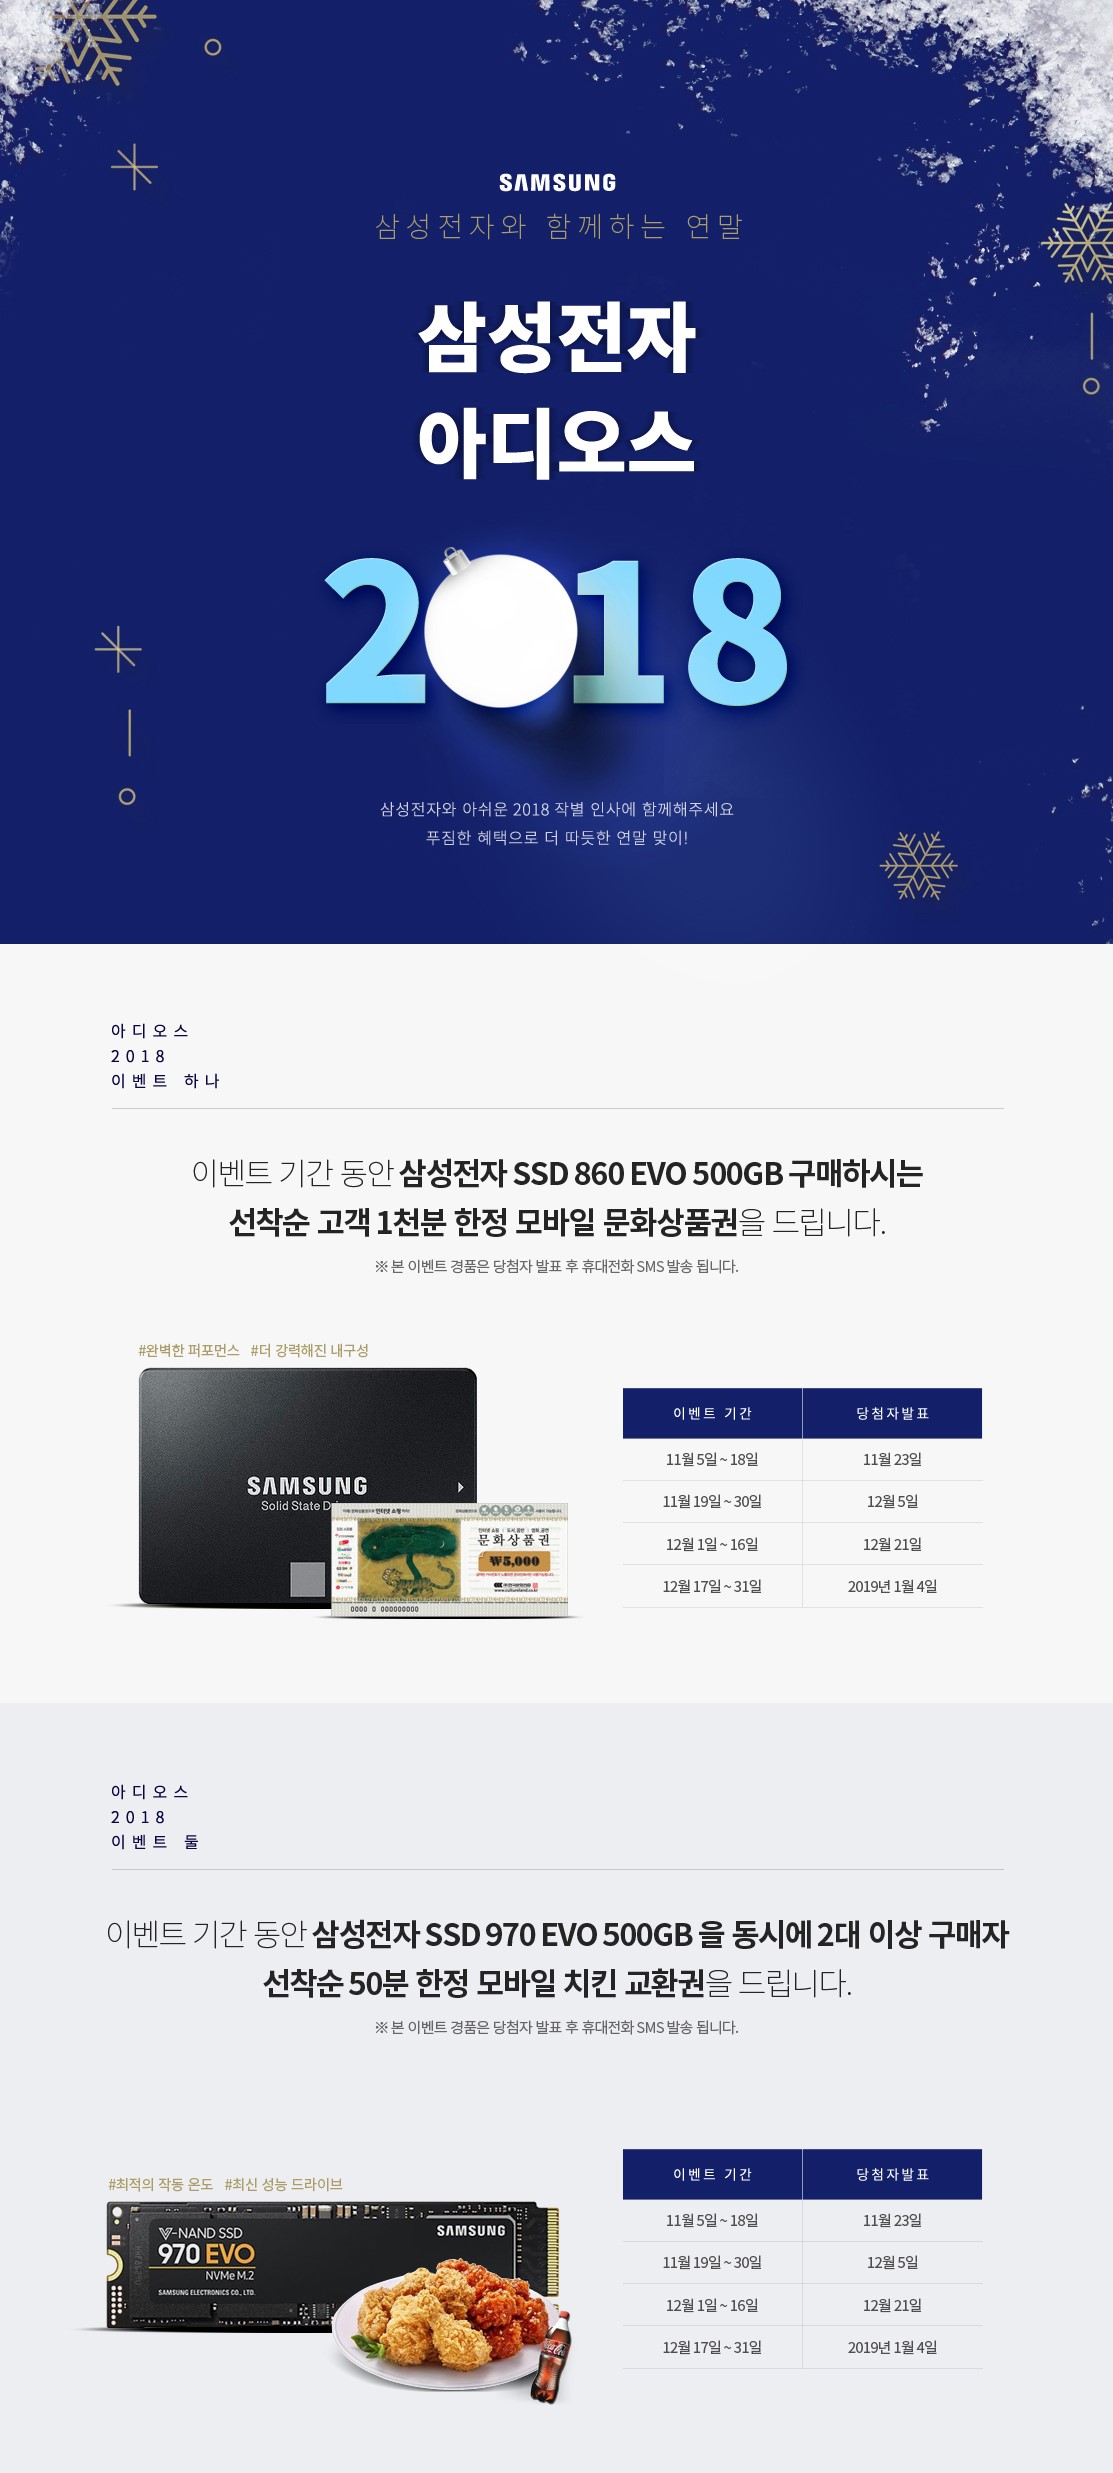 SAMSUNG
삼성전자와 함께하는 연말
삼성전자
아디오스
2018
삼성전자와 아쉬운 2018 작별 인사에 함께해주세요
푸짐한 혜택으로 더 따듯한 연말 맞이!
아디오스
2018
이벤트 하나
이벤트 기간 동안 삼성전자 SSD 860 EVO 500GB 구매하시는
선착순 고객 1천분 한정 모바일 문화상품권을 드립니다.
※ 본 이벤트 경품은 당첨자 발표 후 휴대전화 SMS 발송 됩니다.
#완벽한 퍼포먼스 #더 강력해진 내구성
SAMSUNG
Solid State D
문화상품권
₩5,000
www.cultureland.co.kr
0000 0 000000000
이벤트 기간 당첨자발표
11월 5일 ~ 18일 11월 23일
11월 19일 ~ 30일 12월 5일
12월 1일 ~ 16일 12월 21일
12월 17일 ~ 31일 2019년 1월 4일
아디오스
2018
이벤트 둘
이벤트 기간 동안 삼성전자 SSD 970 EVO 500GB 을 동시에 2대 이상 구매자
선착순 50분 한정 모바일 치킨 교환권을 드립니다.
※ 본 이벤트 경품은 당첨자 발표 후 휴대전화 SMS 발송 됩니다.
#최적의 작동 온도 #최신 성능 드라이브
V-NAND SSD
970 EVO
NVMe M.2
SAMSUNG ELECTRONICS CO., LTD.
SAMSUNG
Coca-Cola
이벤트 기간 당첨자발표
11월 5일 ~ 18일 11월 23일
11월 19일 ~ 30일 12월 5일
12월 1일 ~ 16일 12월 21일
12월 17일 ~ 31일 2019년 1월 4일